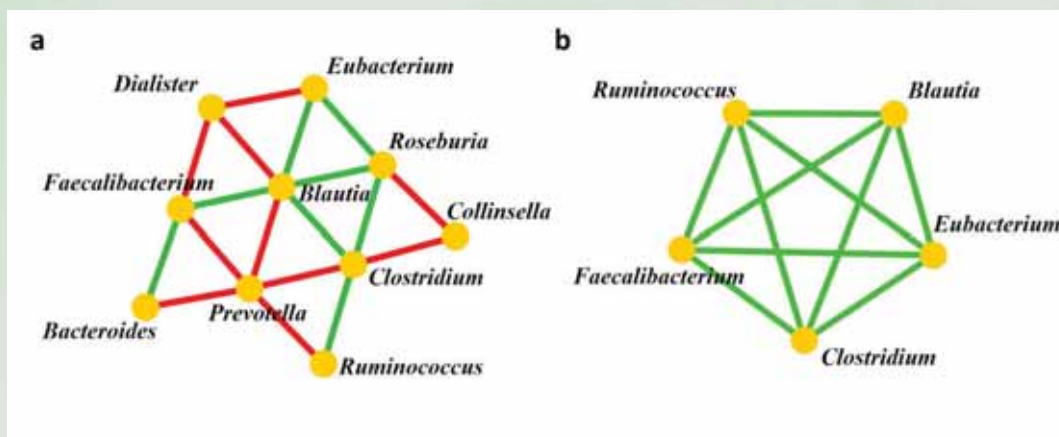 a
Dialister
Eubacterium
Roseburia
Faecalibacterium
Blautia
Collinsella
Clostridium
Bacteroides
Prevotella
Ruminococcus
b
Ruminococcus
Blautia
Eubacterium
Faecalibacterium
Clostridium